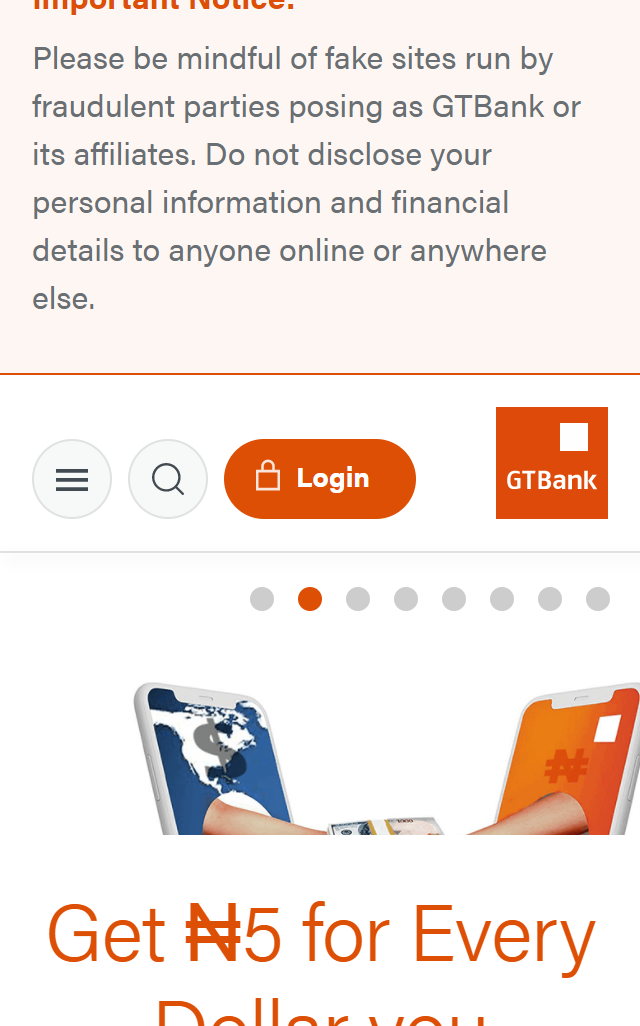 Important Notice:
Please be mindful of fake sites run by
fraudulent parties posing as GTBank or
its affiliates. Do not disclose your
personal information and financial
details to anyone online or anywhere
else.
Login
GTBank
$
₦
Get ₦5 for Every
Dollar you